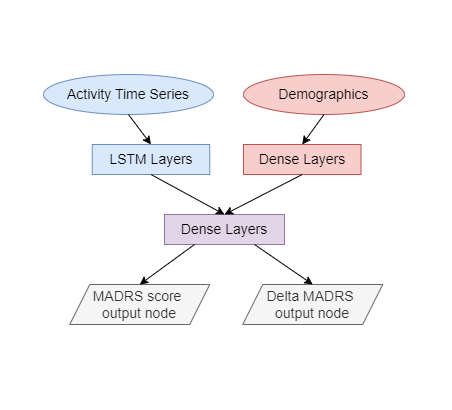 Activity Time Series
Demographics
LSTM Layers
Dense Layers
Dense Layers
MADRS score
output node
Delta MADRS
output node